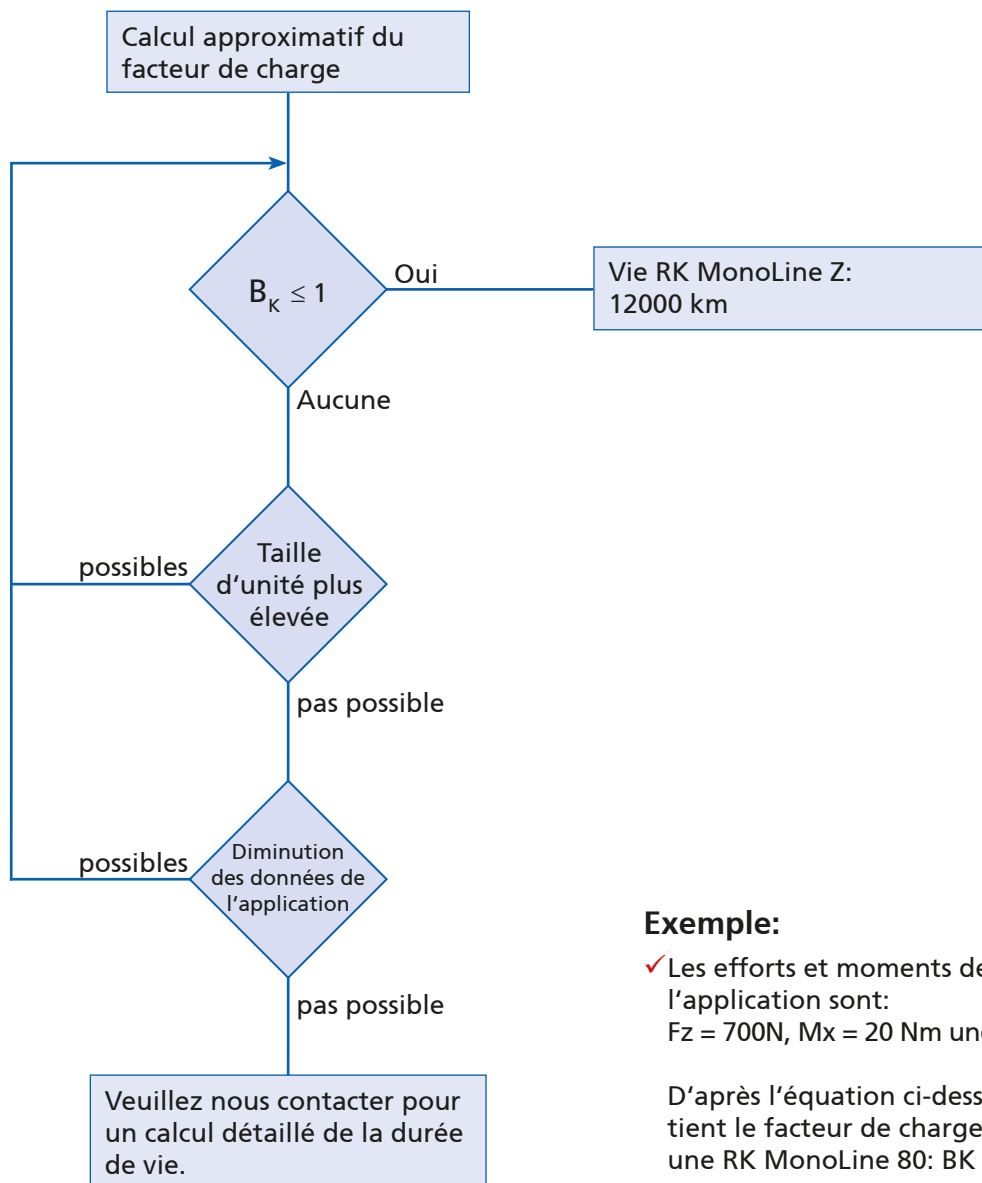 Calcul approximatif du
facteur de charge
B_K ≤ 1
Oui
Vie RK MonoLine Z:
12000 km
Aucune
Taille
d‘unité plus
élevée
possibles
pas possible
Diminution
des données de
l‘application
possibles
pas possible
Veuillez nous contacter pour
un calcul détaillé de la durée
de vie.
Exemple:
✓Les efforts et moments de
l‘application sont:
Fz = 700N, Mx = 20 Nm
D‘après l‘équation
tient le facteur de charge
une RK MonoLine 80: BK